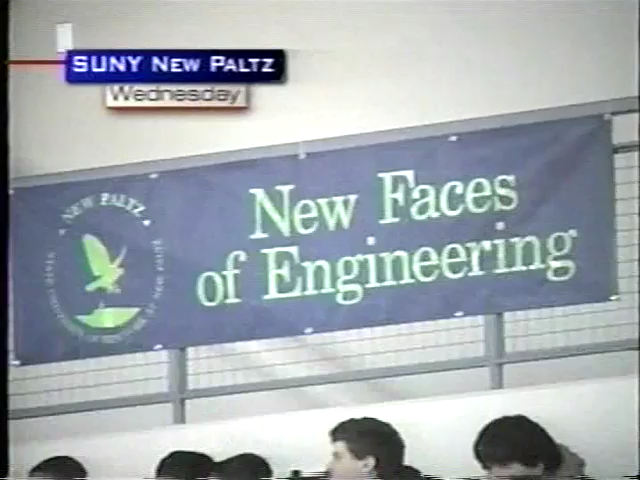 SUNY New Paltz
Wednesday
NEW PALTZ
New Faces
of Engineering